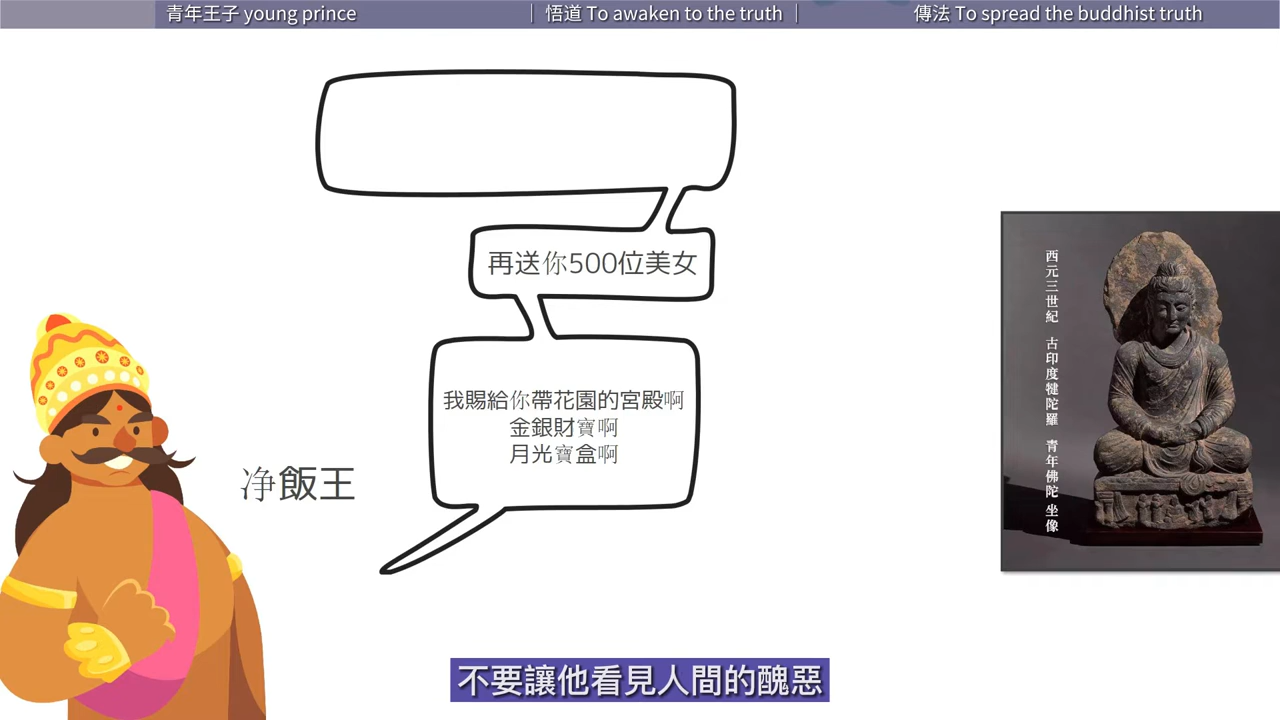 青年王子 young prince
｜ 悟道 To awaken to the truth ｜
傳法 To spread the buddhist truth
再送你500位美女
我賜給你帶花園的宮殿啊
金銀財寶啊
月光寶盒啊
净飯王
西元三世紀 古印度犍陀羅 青年佛陀 坐像
不要讓他看見人間的醜惡